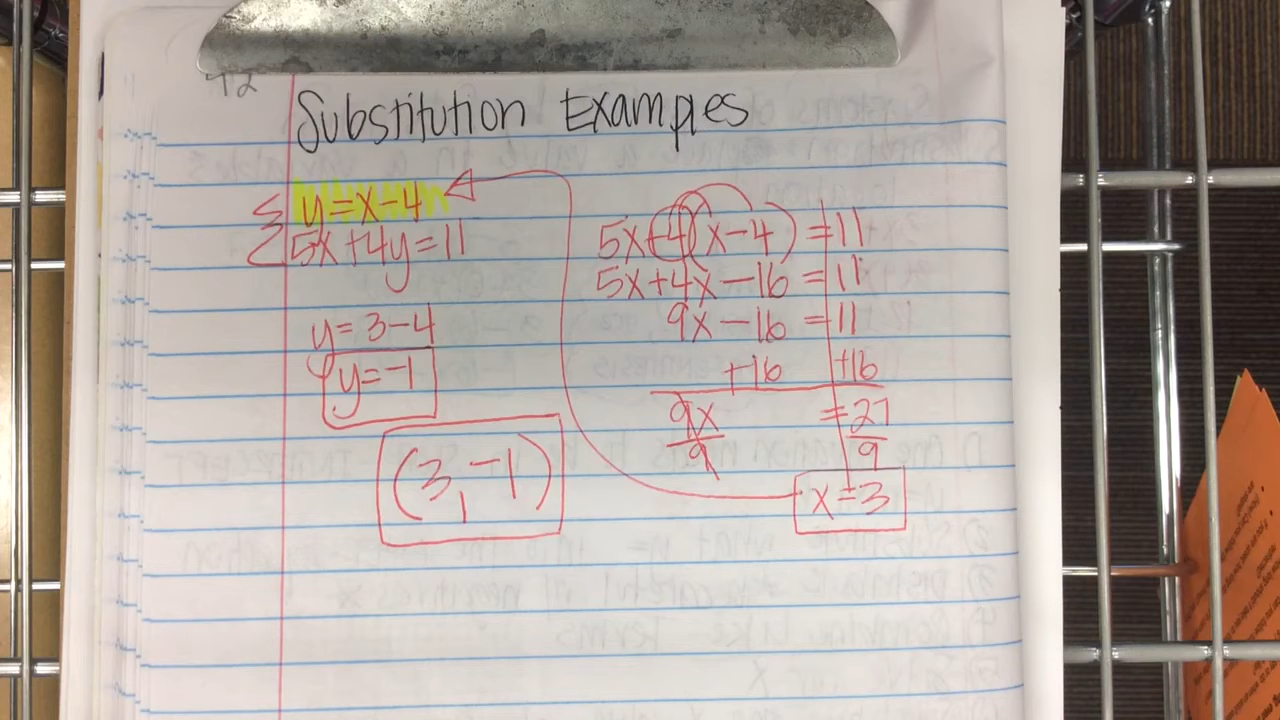 Substitution Examples
y = x - 4
5x + 4y = 11
y = 3 - 4
y = -1
(3, -1)
5x + 4(x - 4) = 11
5x + 4x - 16 = 11
9x - 16 = 11
+16 +16
9x = 27
9 9
x = 3